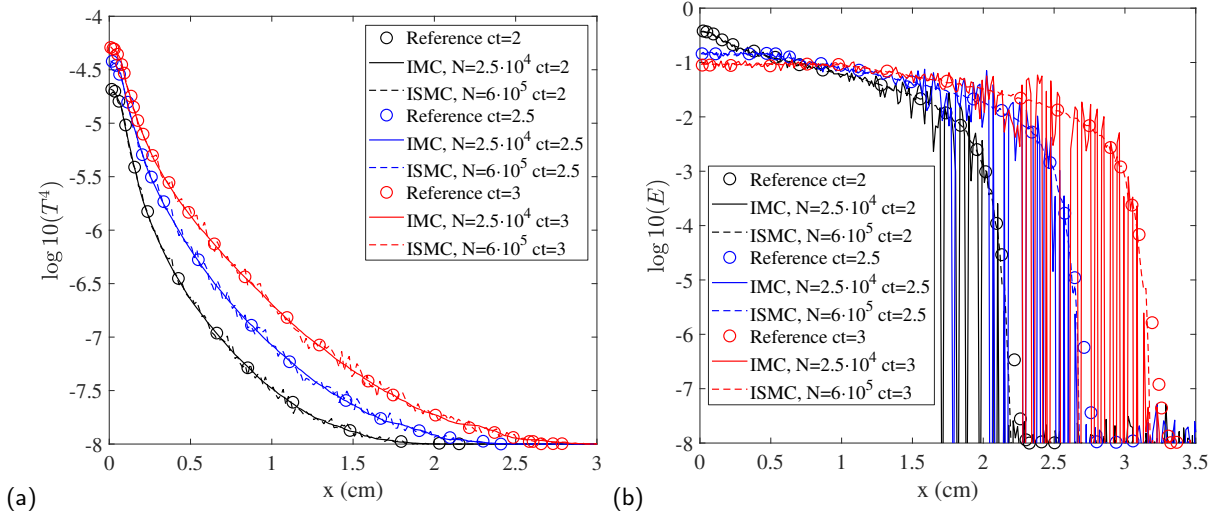 -4
-4.5
-5
-5.5
-6
-6.5
-7
-7.5
-8
log 10(T⁴)
0
0.5
1
1.5
2
2.5
3
x (cm)
Reference ct=2
IMC, N=2.5·10⁴ ct=2
ISMC, N=6·10⁵ ct=2
Reference ct=2.5
IMC, N=2.5·10⁴ ct=2.5
ISMC, N=6·10⁵ ct=2.5
Reference ct=3
IMC, N=2.5·10⁴ ct=3
ISMC, N=6·10⁵ ct=3
(a)
0
-1
-2
-3
-4
-5
-6
-7
-8
log 10(E)
0
0.5
1
1.5
2
2.5
3
3.5
x (cm)
Reference ct=2
IMC, N=2.5·10⁴ ct=2
ISMC, N=6·10⁵ ct=2
Reference ct=2.5
IMC, N=2.5·10⁴ ct=2.5
ISMC, N=6·10⁵ ct=2.5
Reference ct=3
IMC, N=2.5·10⁴ ct=3
ISMC, N=6·10⁵ ct=3
(b)